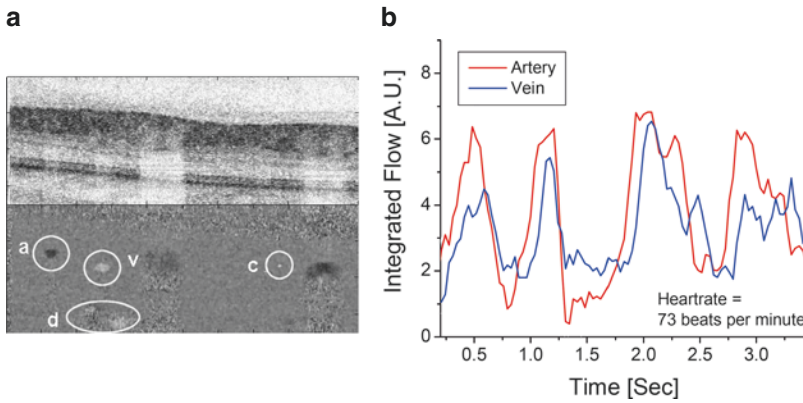 a
a
v
c
d
b
Integrated Flow [A.U.]
8
6
4
2
0
Artery
Vein
Heartrate =
73 beats per minute
0.5 1.0 1.5 2.0 2.5 3.0
Time [Sec]